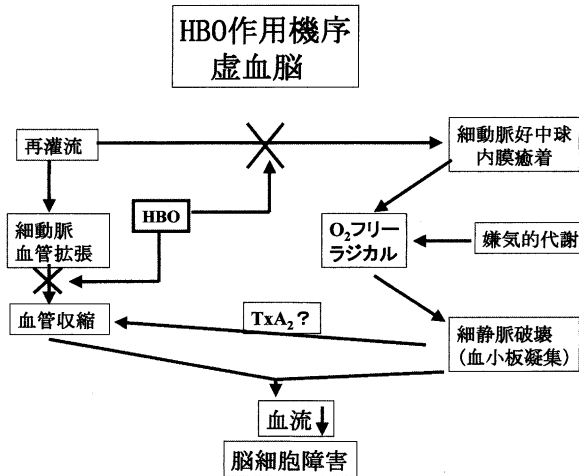 HBO作用機序
虚血脳
再灌流
細動脈好中球
内膜癒着
HBO
細動脈
血管拡張
O₂フリー
ラジカル
嫌気的代謝
血管収縮
TxA₂？
細静脈破壊
(血小板凝集)
血流↓
脳細胞障害